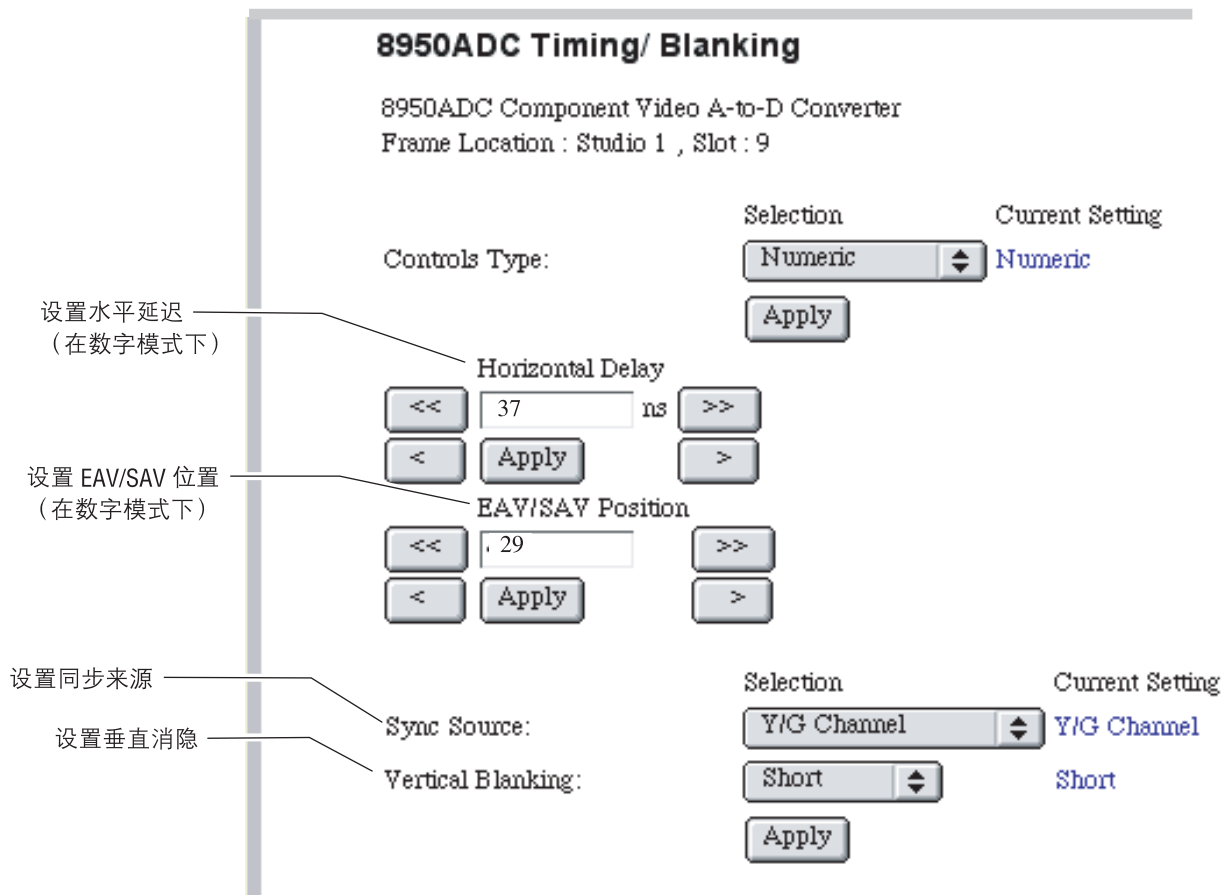 8950ADC Timing/ Blanking
8950ADC Component Video A-to-D Converter
Frame Location : Studio 1 , Slot : 9
Selection Current Setting
Controls Type: Numeric Numeric
Apply
设置水平延迟
（在数字模式下）
Horizontal Delay
<< 37 ns >>
< Apply >
设置 EAV/SAV 位置
（在数字模式下）
EAV/SAV Position
<< 29 >>
< Apply >
Selection Current Setting
设置同步来源
Sync Source: Y/G Channel Y/G Channel
设置垂直消隐
Vertical Blanking: Short Short
Apply